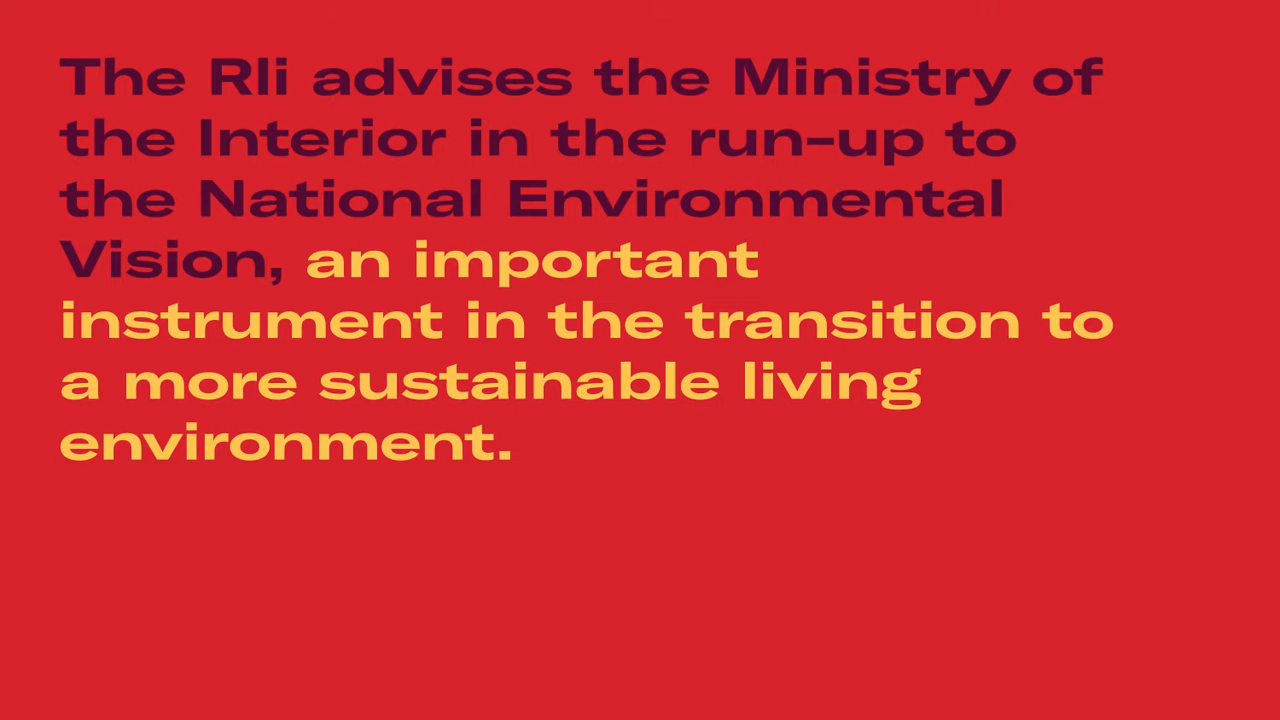 The Rli advises the Ministry of
the Interior in the run-up to
the National Environmental
Vision, an important
instrument in the transition to
a more sustainable living
environment.